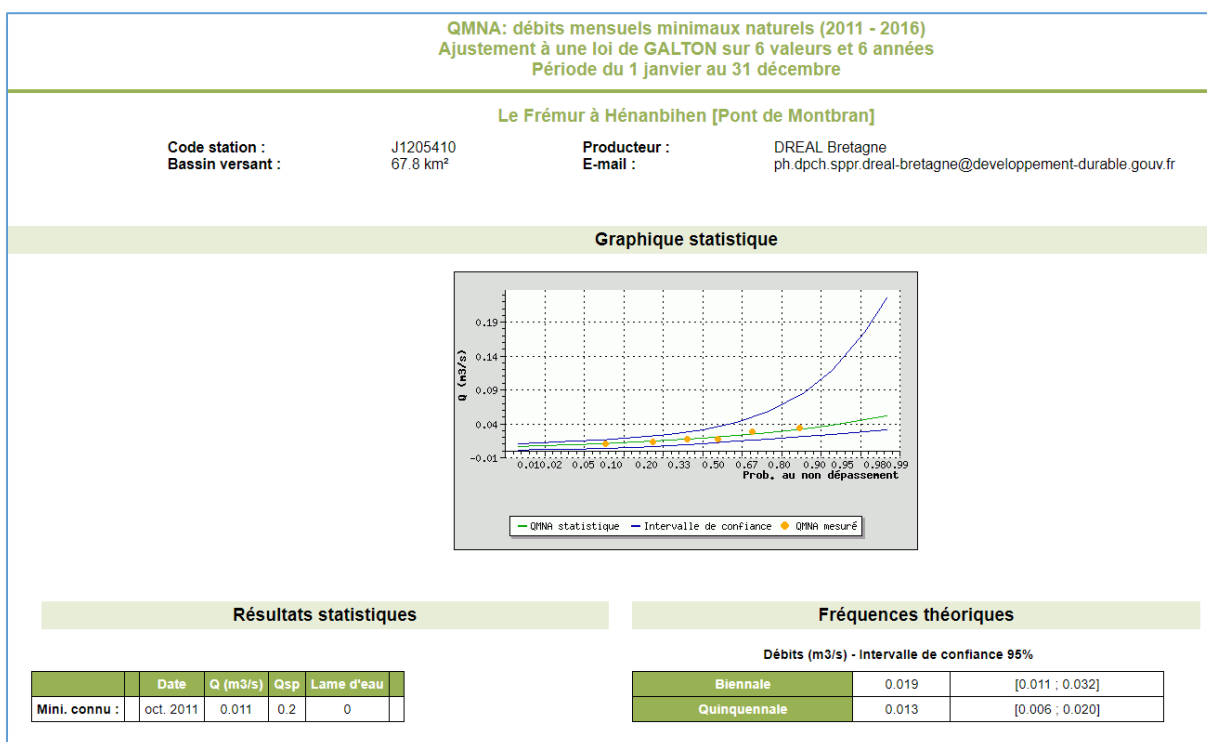 QMNA: débits mensuels minimaux naturels (2011 - 2016)
Ajustement à une loi de GALTON sur 6 valeurs et 6 années
Période du 1 janvier au 31 décembre
Le Frémur à Hénanbihen [Pont de Montbran]
Code station : J1205410 Producteur : DREAL Bretagne
Bassin versant : 67.8 km² E-mail : ph.dpch.sppr.dreal-bretagne@developpement-durable.gouv.fr
Graphique statistique
Q (m3/s)
0.19
0.14
0.09
0.04
-0.01
0.01 0.02 0.05 0.10 0.20 0.33 0.50 0.67 0.80 0.90 0.95 0.98 0.99
Prob. au non dépassement
QMNA statistique Intervalle de confiance QMNA mesuré
Résultats statistiques
Date Q (m3/s) Qsp Lame d'eau
Mini. connu : oct. 2011 0.011 0.2 0
Fréquences théoriques
Débits (m3/s) - Intervalle de confiance 95%
Biennale 0.019 [0.011 ; 0.032]
Quinquennale 0.013 [0.006 ; 0.020]